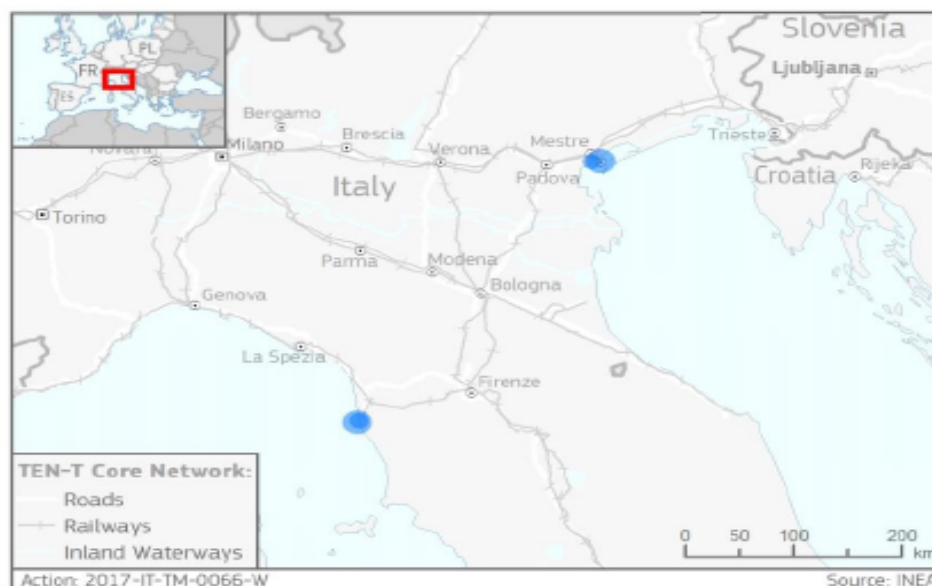 PL
FR
ES
Slovenia
Ljubljana
Bergamo
Brescia
Mestre
Trieste
Novara
Milano
Verona
Padova
Croatia
Rijeka
Italy
Torino
Parma
Modena
Bologna
Genova
La Spezia
Firenze
TEN-T Core Network:
Roads
Railways
Inland Waterways
0 50 100 200
km
Action: 2017-IT-TM-0066-W
Source: INEA